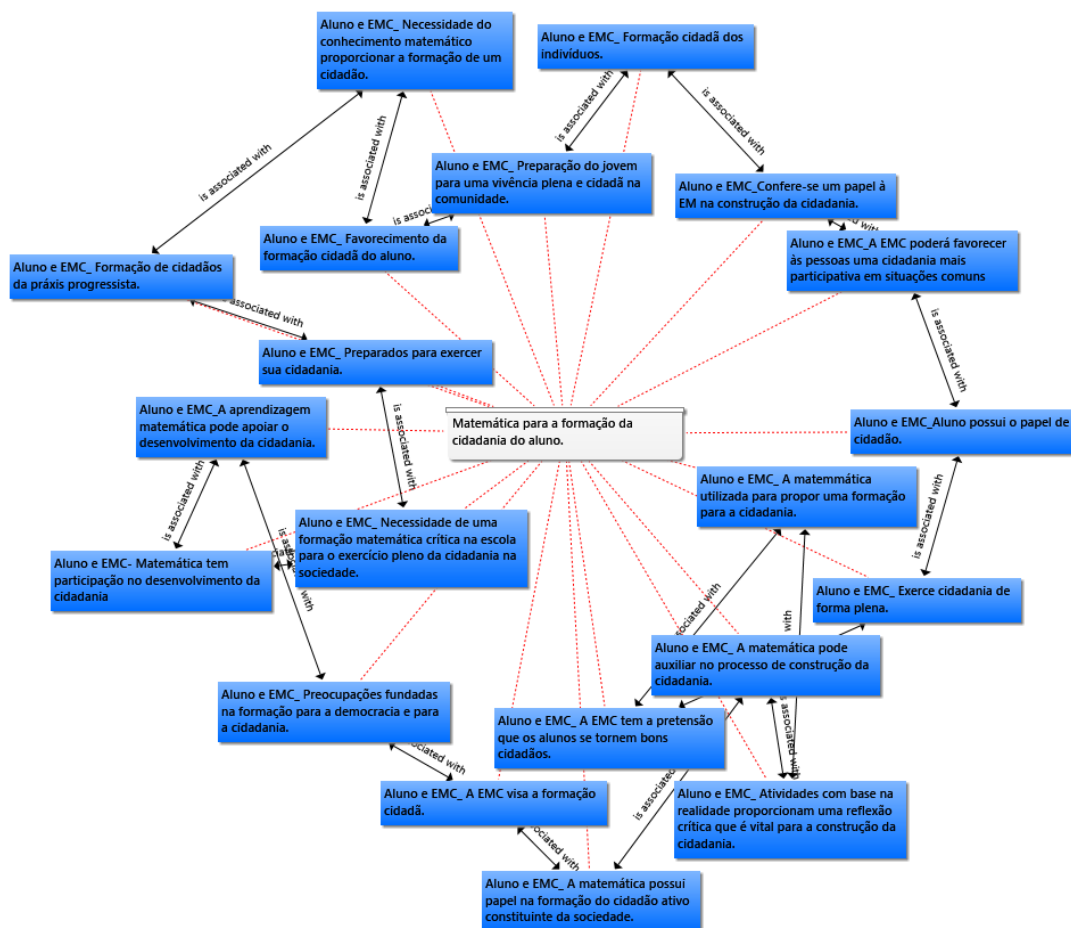 Aluno e EMC_ Necessidade do
conhecimento matemático
proporcionar a formação de um
cidadão.
Aluno e EMC_ Formação cidadã dos
indivíduos.
is associated with
is associated with
is associated with
is associated with
Aluno e EMC_ Preparação do jovem
para uma vivência plena e cidadã na
comunidade.
Aluno e EMC_Confere-se um papel à
EM na construção da cidadania.
Aluno e EMC_ Favorecimento da
formação cidadã do aluno.
Aluno e EMC_A EMC poderá favorecer
às pessoas uma cidadania mais
participativa em situações comuns
Aluno e EMC_ Formação de cidadãos
da práxis progressista.
associated with
is associated with
Aluno e EMC_ Preparados para exercer
sua cidadania.
Aluno e EMC_A aprendizagem
matemática pode apoiar o
desenvolvimento da cidadania.
is associated with
Matemática para a formação da
cidadania do aluno.
Aluno e EMC_Aluno possui o papel de
cidadão.
is associated with
is associated with
Aluno e EMC_ A matemmática
utilizada para propor uma formação
para a cidadania.
Aluno e EMC_ Necessidade de uma
formação matemática crítica na escola
para o exercício pleno da cidadania na
sociedade.
Aluno e EMC- Matemática tem
participação no desenvolvimento da
cidadania
with
Aluno e EMC_ Exerce cidadania de
forma plena.
associated with
with
Aluno e EMC_ A matemática pode
auxiliar no processo de construção da
cidadania.
Aluno e EMC_ Preocupações fundadas
na formação para a democracia e para
a cidadania.
Aluno e EMC_ A EMC tem a pretensão
que os alunos se tornem bons
cidadãos.
associated with
associated with
Aluno e EMC_ A EMC visa a formação
cidadã.
is associated
Aluno e EMC_ Atividades com base na
realidade proporcionam uma reflexão
crítica que é vital para a construção da
cidadania.
associated with
Aluno e EMC_ A matemática possui
papel na formação do cidadão ativo
constituinte da sociedade.